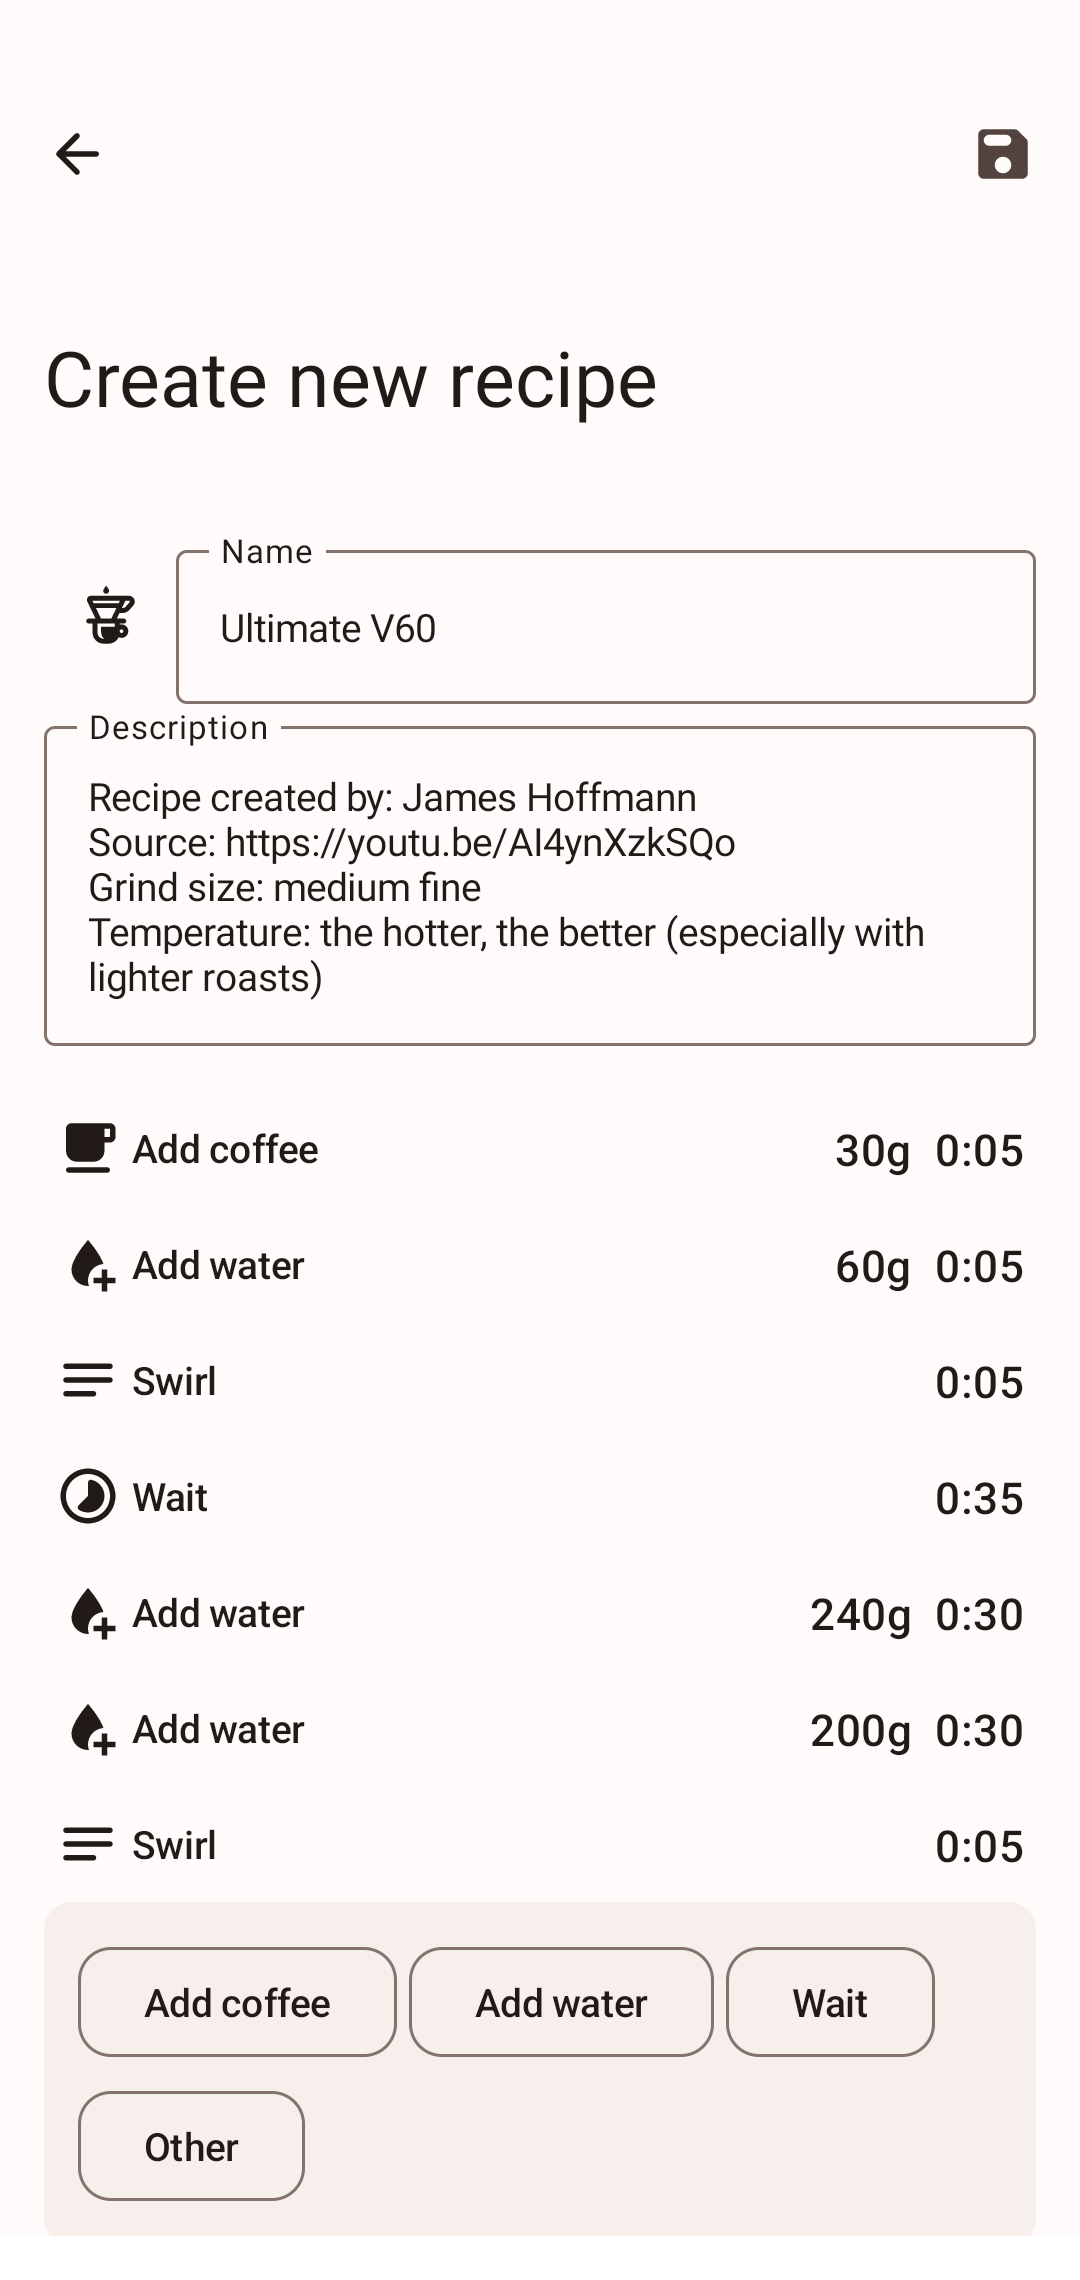 Create new recipe
Name
Ultimate V60
Description
Recipe created by: James Hoffmann
Source: https://youtu.be/AI4ynXzkSQo
Grind size: medium fine
Temperature: the hotter, the better (especially with
lighter roasts)
Add coffee 30g 0:05
Add water 60g 0:05
Swirl 0:05
Wait 0:35
Add water 240g 0:30
Add water 200g 0:30
Swirl 0:05
Add coffee Add water Wait
Other